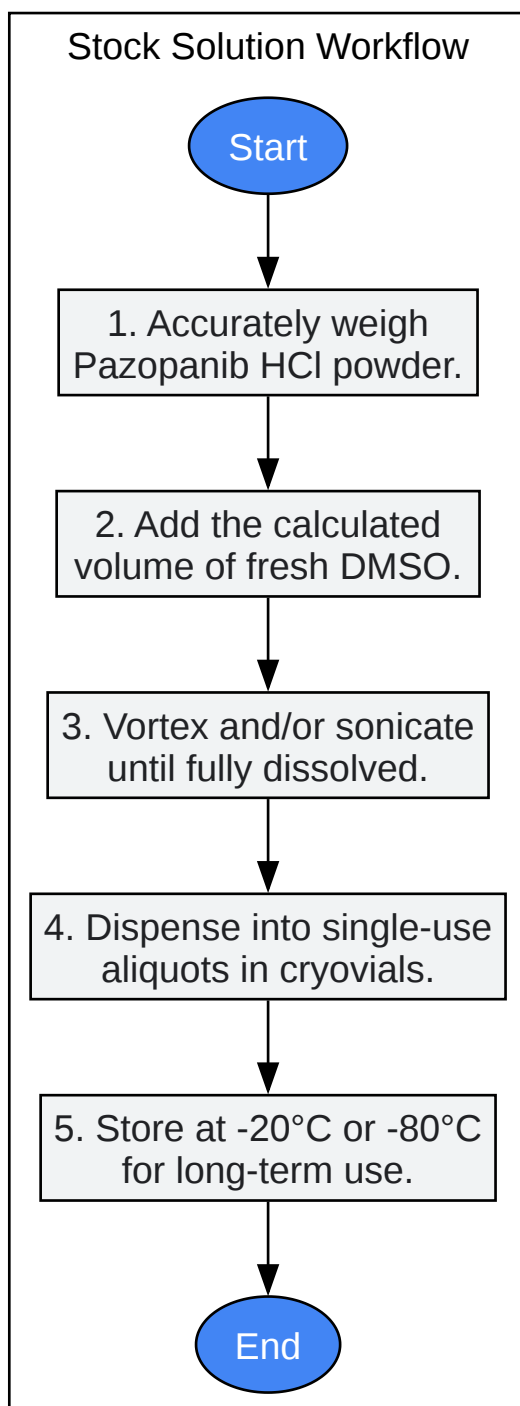 Stock Solution Workflow
Start
1. Accurately weigh
Pazopanib HCl powder.
2. Add the calculated
volume of fresh DMSO.
3. Vortex and/or sonicate
until fully dissolved.
4. Dispense into single-use
aliquots in cryovials.
5. Store at -20°C or -80°C
for long-term use.
End